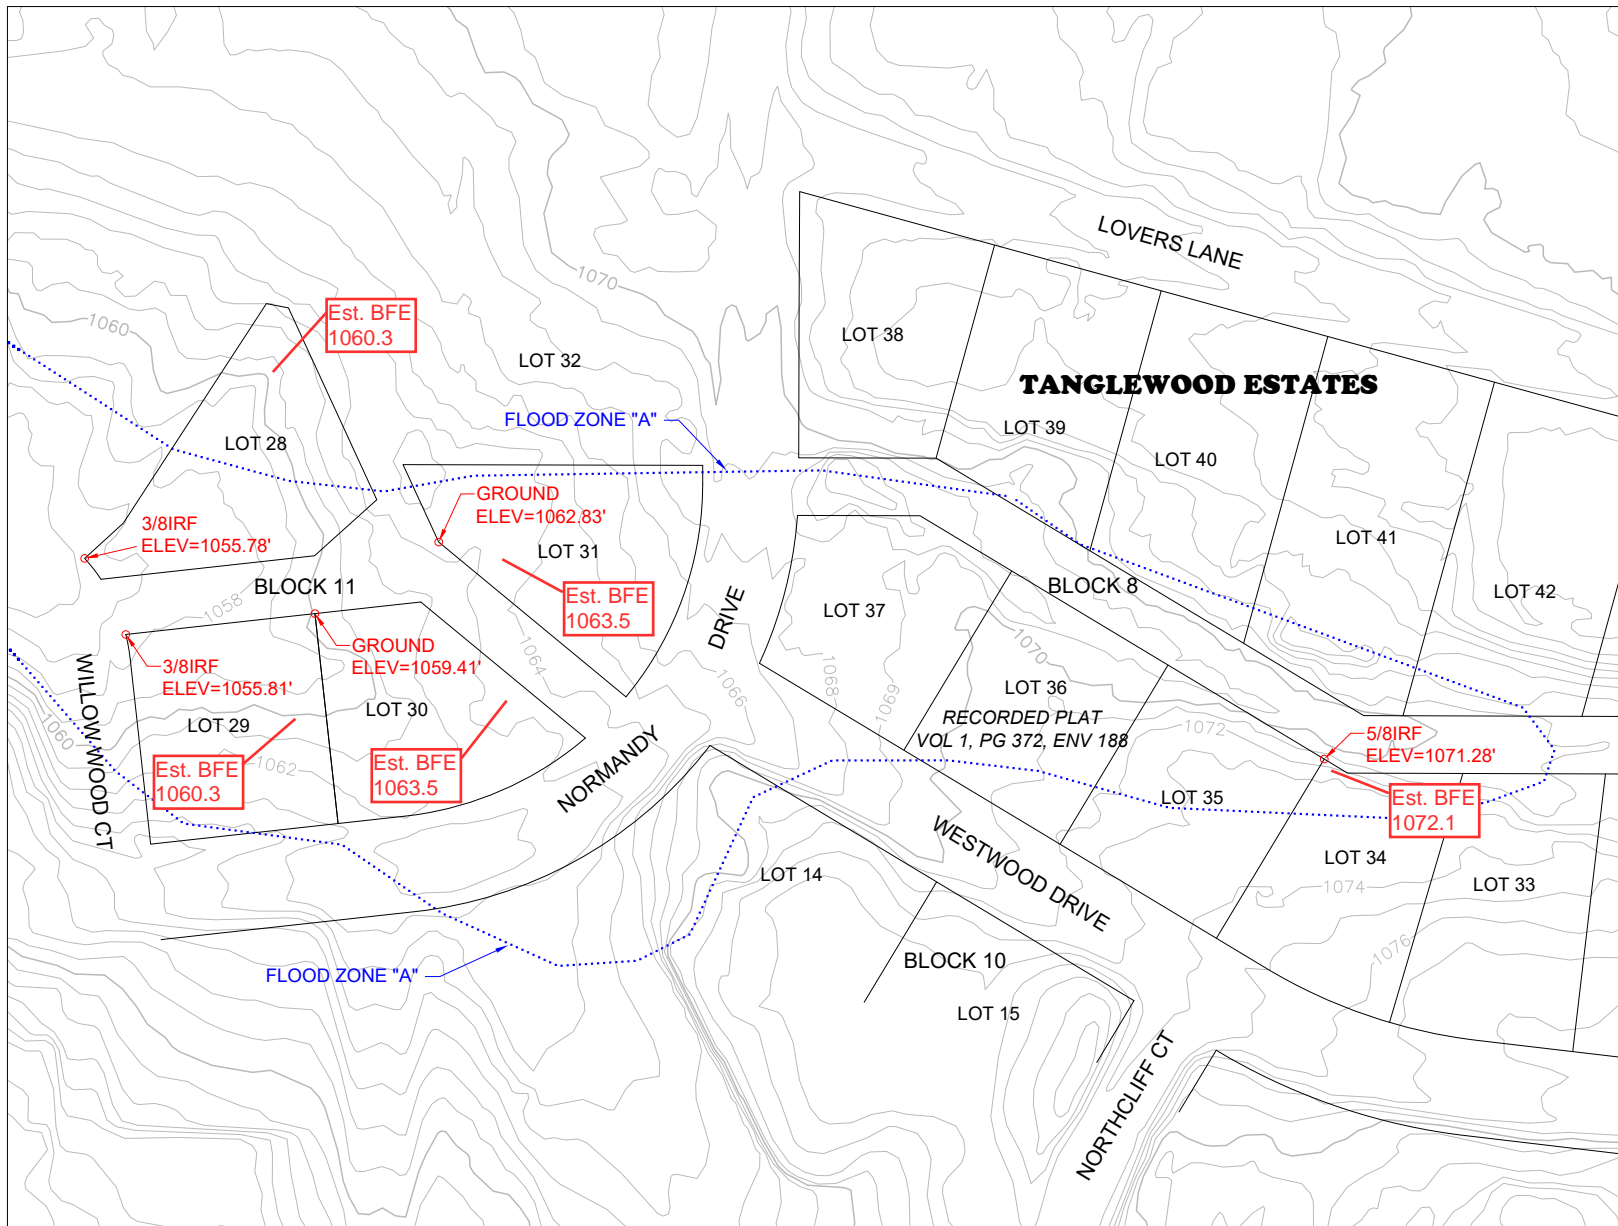 LOVERS LANE
1070
1060
Est. BFE
1060.3
LOT 38
LOT 32
TANGLEWOOD ESTATES
FLOOD ZONE "A"
LOT 39
LOT 28
LOT 40
GROUND
ELEV=1062.83'
3/8IRF
ELEV=1055.78'
LOT 41
LOT 31
BLOCK 11
BLOCK 8
LOT 42
1058
Est. BFE
1063.5
LOT 37
DRIVE
GROUND
ELEV=1059.41'
1064
1070
3/8IRF
ELEV=1055.81'
WILLOWWOOD CT
1066
1068
1069
LOT 36
RECORDED PLAT
VOL 1, PG 372, ENV 188
1072
LOT 30
LOT 29
1060
5/8IRF
ELEV=1071.28'
Est. BFE
1060.3
1062
Est. BFE
1063.5
NORMANDY
LOT 35
Est. BFE
1072.1
WESTWOOD DRIVE
LOT 34
LOT 14
1074
LOT 33
1076
BLOCK 10
FLOOD ZONE "A"
LOT 15
NORTHCLIFF CT